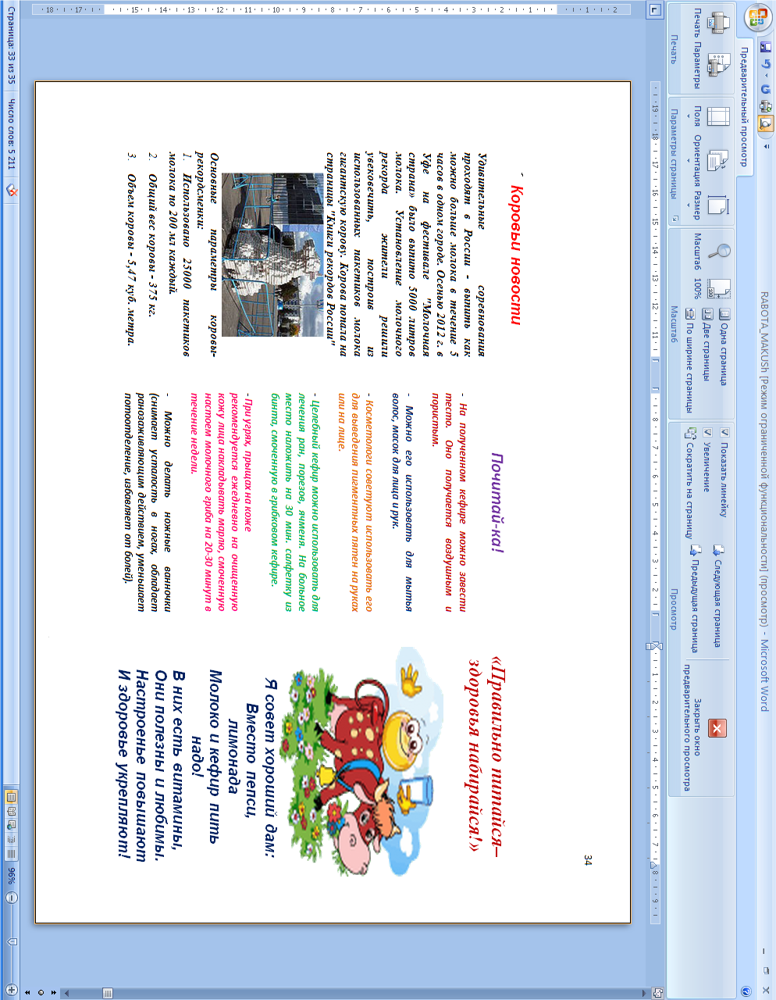 RABOTA_MAKUSh [Режим ограниченной функциональности] (просмотр) - Microsoft Word
Предварительный просмотр
Печать
Параметры
Печать
Поля
Ориентация
Размер
Параметры страницы
Масштаб
100%
Одна страница
Две страницы
По ширине страницы
Масштаб
Показать линейку
Увеличение
Сократить на страницу
Следующая страница
Предыдущая страница
Просмотр
Закрыть окно
предварительного просмотра
34
Коровьи новости
Удивительные соревнования
проходят в России - выпить как
можно больше молока в течение 5
часов в одном городе. Осенью 2012 г. в
Уфе на фестивале "Молочная
страна» было выпито 5000 литров
молока. Установление молочного
рекорда жители решили
увековечить, построив из
использованных пакетиков молока
гигантскую корову. Корова попала на
страницы "Книги рекордов России"
Основные параметры коровы-
рекордсменки:
1. Использовано 25000 пакетиков
молока по 200 мл каждый.
2. Общий вес коровы - 375 кг.
3. Объем коровы - 5,47 куб. метра.
Почитай-ка!
- На полученном кефире можно завести
тесто. Оно получается воздушным и
пористым.
- Можно его использовать для мытья
волос, масок для лица и рук.
- Косметологи советуют использовать его
для выведения пигментных пятен на руках
или на лице.
- Целебный кефир можно использовать для
лечения ран, порезов, ячменя. На больное
место наложить на 30 мин. салфетку из
бинта, смоченную в грибковом кефире.
- При угрях, прыщах на коже
рекомендуется ежедневно на очищенную
кожу лица накладывать марлю, смоченную
настоем молочного гриба на 20-30 минут в
течение недели.
- Можно делать ножные ванночки
(снимает усталость в ногах, обладает
ранозаживляющим действием, уменьшает
потоотделение, избавляет от болей).
«Правильно питайся–
здоровья набирайся!»
Я совет хороший дам:
Вместо пепси,
лимонада
Молоко и кефир пить
надо!
В них есть витамины,
Они полезны и любимы.
Настроенье повышают
И здоровье укрепляют!
Страница: 33 из 35
Число слов: 5 211
96%